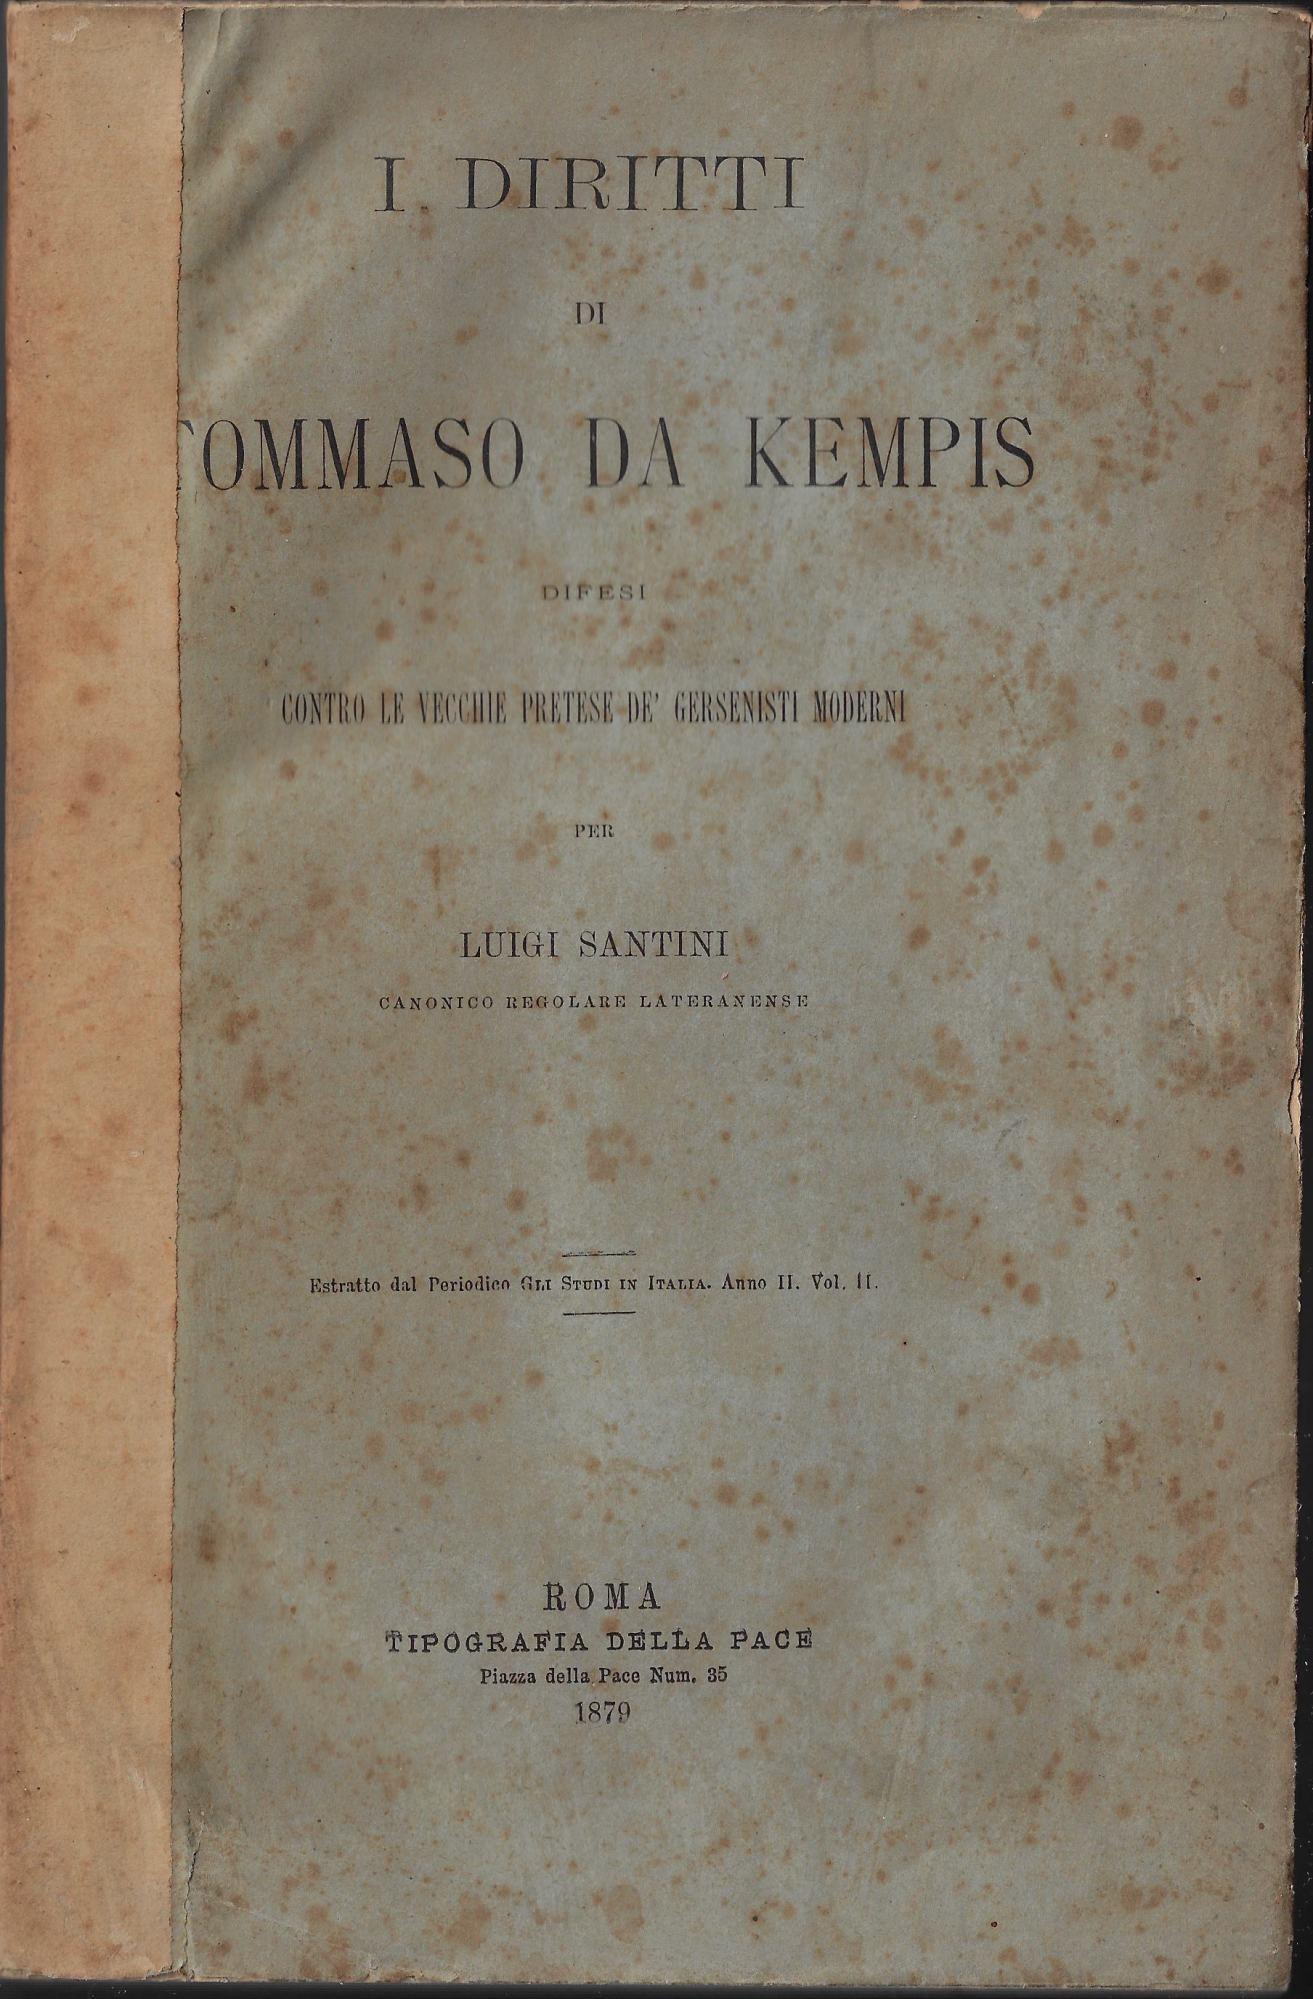 I DIRITTI
DI
TOMMASO DA KEMPIS
DIFESI
CONTRO LE VECCHIE PRETESE DE' GERSENISTI MODERNI
PER
LUIGI SANTINI
CANONICO REGOLARE LATERANENSE
Estratto dal Periodico GLI STUDI IN ITALIA. Anno II. Vol. II.
ROMA
TIPOGRAFIA DELLA PACE
Piazza della Pace Num. 35
1879